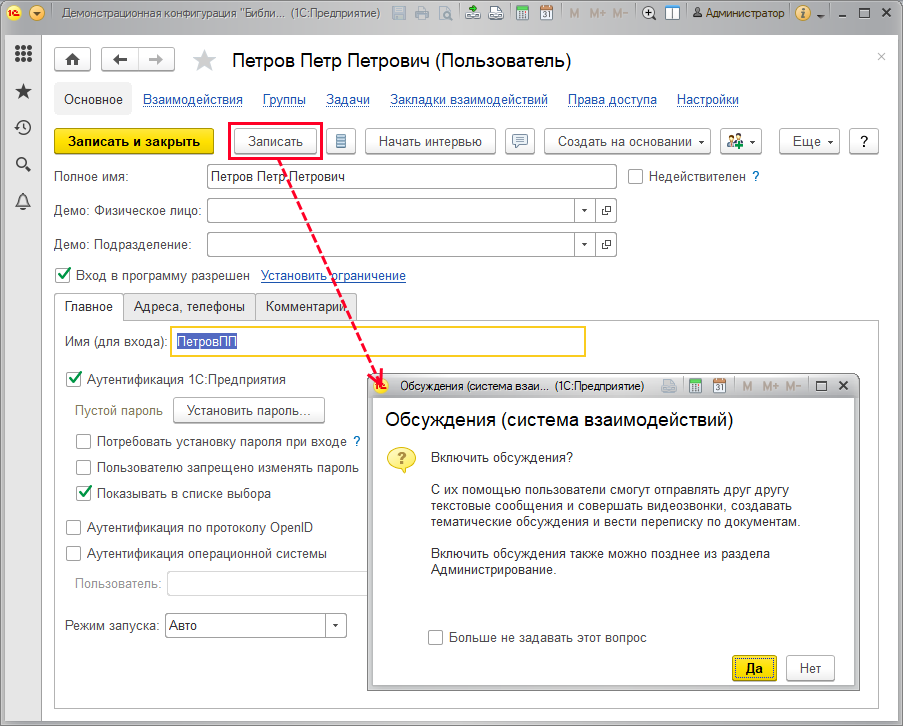 Демонстрационная конфигурация "Библи... (1С:Предприятие)
M M+ M-
Администратор
Петров Петр Петрович (Пользователь)
Основное Взаимодействия Группы Задачи Закладки взаимодействий Права доступа Настройки
Записать и закрыть Записать Начать интервью Создать на основании Еще ?
Полное имя: Петров Петр Петрович Недействителен ?
Демо: Физическое лицо:
Демо: Подразделение:
Вход в программу разрешен Установить ограничение
Главное Адреса, телефоны Комментарий
Имя (для входа): ПетровПП
Аутентификация 1С:Предприятия
Пустой пароль Установить пароль...
Потребовать установку пароля при входе ?
Пользователю запрещено изменять пароль
Показывать в списке выбора
Аутентификация по протоколу OpenID
Аутентификация операционной системы
Пользователь:
Режим запуска: Авто
Обсуждения (система взаи... (1С:Предприятие) M M+ M-
Обсуждения (система взаимодействий)
Включить обсуждения?
С их помощью пользователи смогут отправлять друг другу
текстовые сообщения и совершать видеозвонки, создавать
тематические обсуждения и вести переписку по документам.
Включить обсуждения также можно позднее из раздела
Администрирование.
Больше не задавать этот вопрос
Да Нет